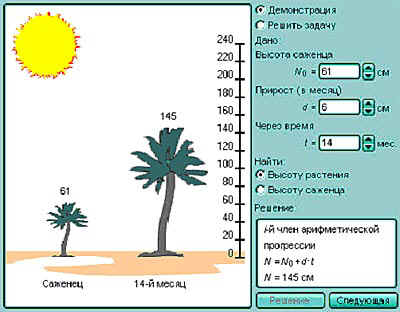 240
220
200
180
160
140
120
100
80
60
40
20
0
145
61
Саженец
14-й месяц
Демонстрация
Решить задачу
Дано:
Высота саженца
N₀ = 61 см
Прирост (в месяц)
d = 6 см
Через время
t = 14 мес.
Найти:
Высоту растения
Высоту саженца
Решение:
i-й член арифметической
прогрессии
N = N₀ + d · t
N = 145 см
Решение
Следующая